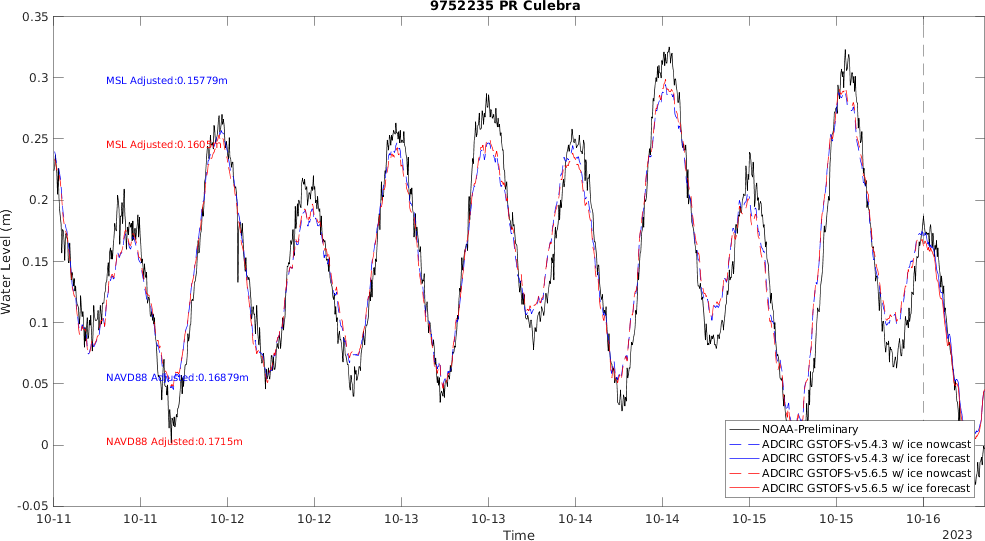 9752235 PR Culebra
0.35
0.3
0.25
0.2
0.15
0.1
0.05
0
-0.05
Water Level (m)
MSL Adjusted:0.15779m
MSL Adjusted:0.1605m
NAVD88 Adjusted:0.16879m
NAVD88 Adjusted:0.1715m
NOAA-Preliminary
ADCIRC GSTOFS-v5.4.3 w/ ice nowcast
ADCIRC GSTOFS-v5.4.3 w/ ice forecast
ADCIRC GSTOFS-v5.6.5 w/ ice nowcast
ADCIRC GSTOFS-v5.6.5 w/ ice forecast
10-11 10-11 10-12 10-12 10-13 10-13 10-14 10-14 10-15 10-15 10-16
Time
2023